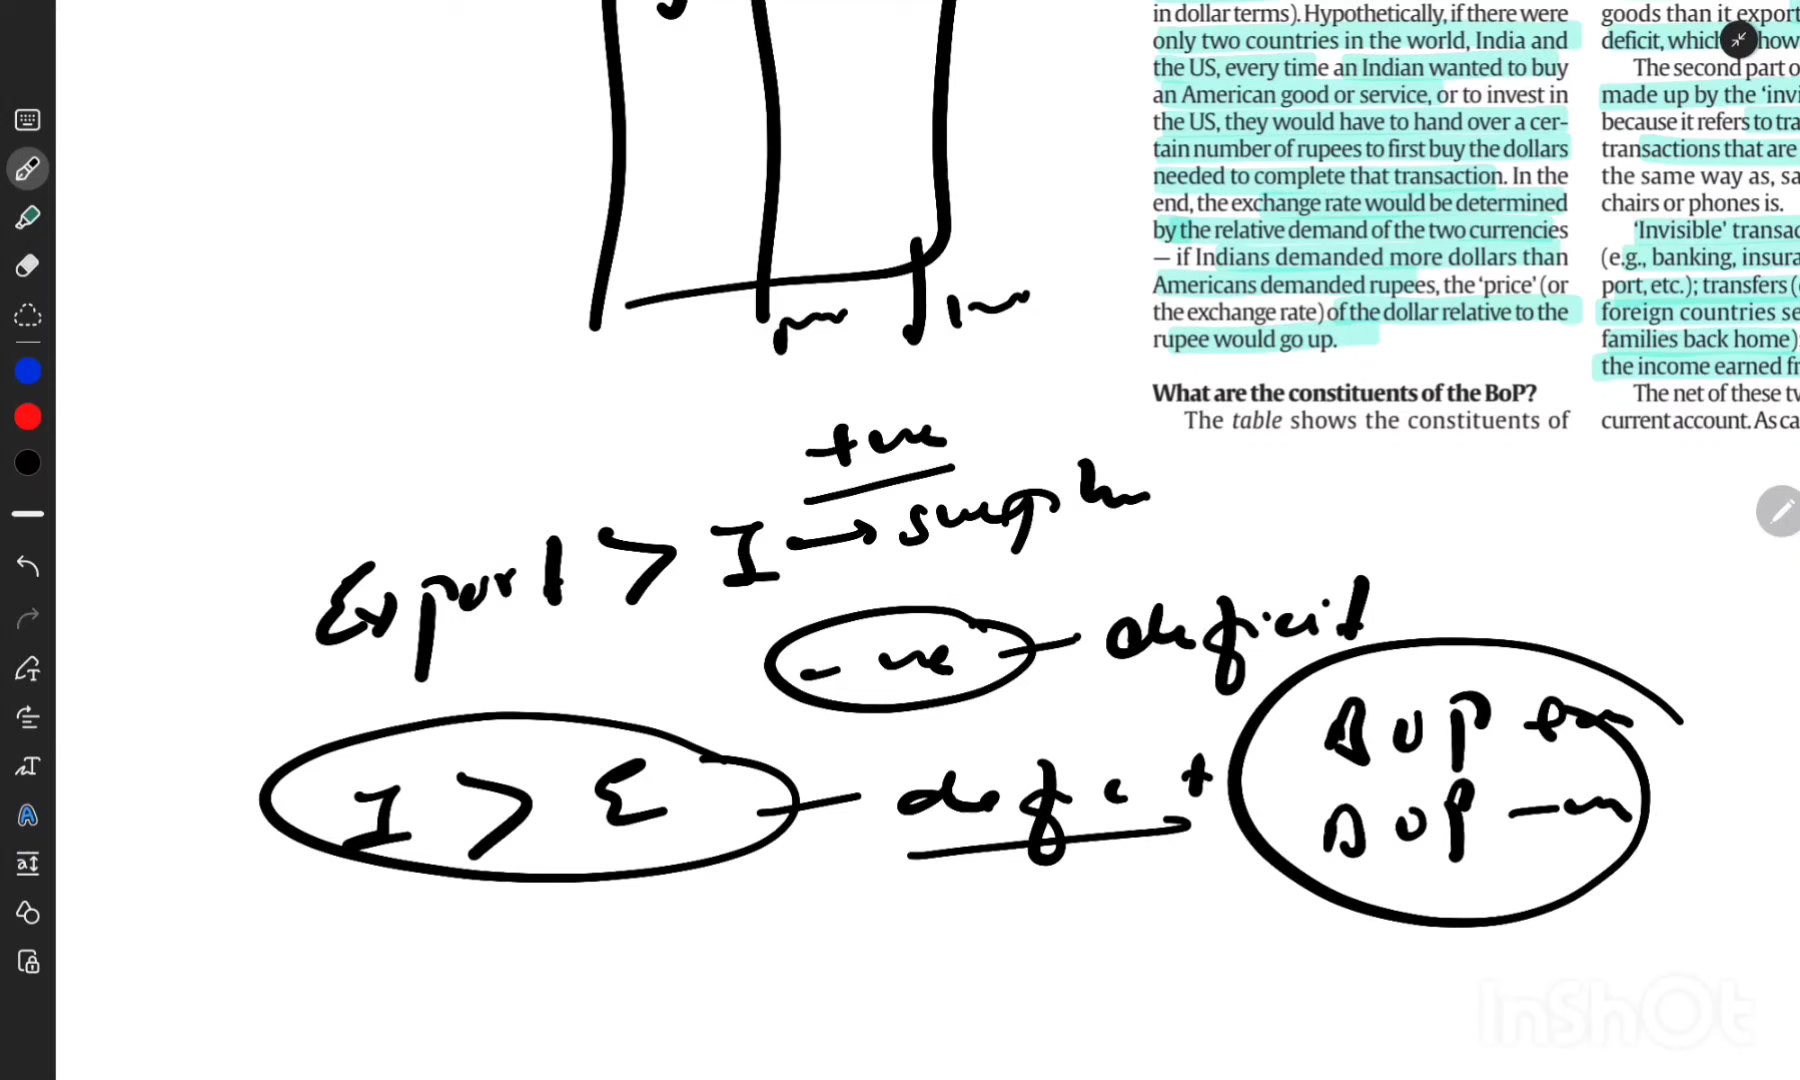 in dollar terms). Hypothetically, if there were
only two countries in the world, India and
the US, every time an Indian wanted to buy
an American good or service, or to invest in
the US, they would have to hand over a cer-
tain number of rupees to first buy the dollars
needed to complete that transaction. In the
end, the exchange rate would be determined
by the relative demand of the two currencies
— if Indians demanded more dollars than
Americans demanded rupees, the ‘price’ (or
the exchange rate) of the dollar relative to the
rupee would go up.
What are the constituents of the BoP?
The table shows the constituents of
goods than it export
deficit, which how
The second part o
made up by the ‘invi
because it refers to tra
transactions that are
the same way as, sa
chairs or phones is.
‘Invisible’ transac
(e.g., banking, insura
port, etc.); transfers (
foreign countries se
families back home)
the income earned fr
The net of these tw
current account. As ca
+ve
Export > I → surplus
- ve — deficit
I > E — deficit
BOP +ve
BOP -ve
InShOt